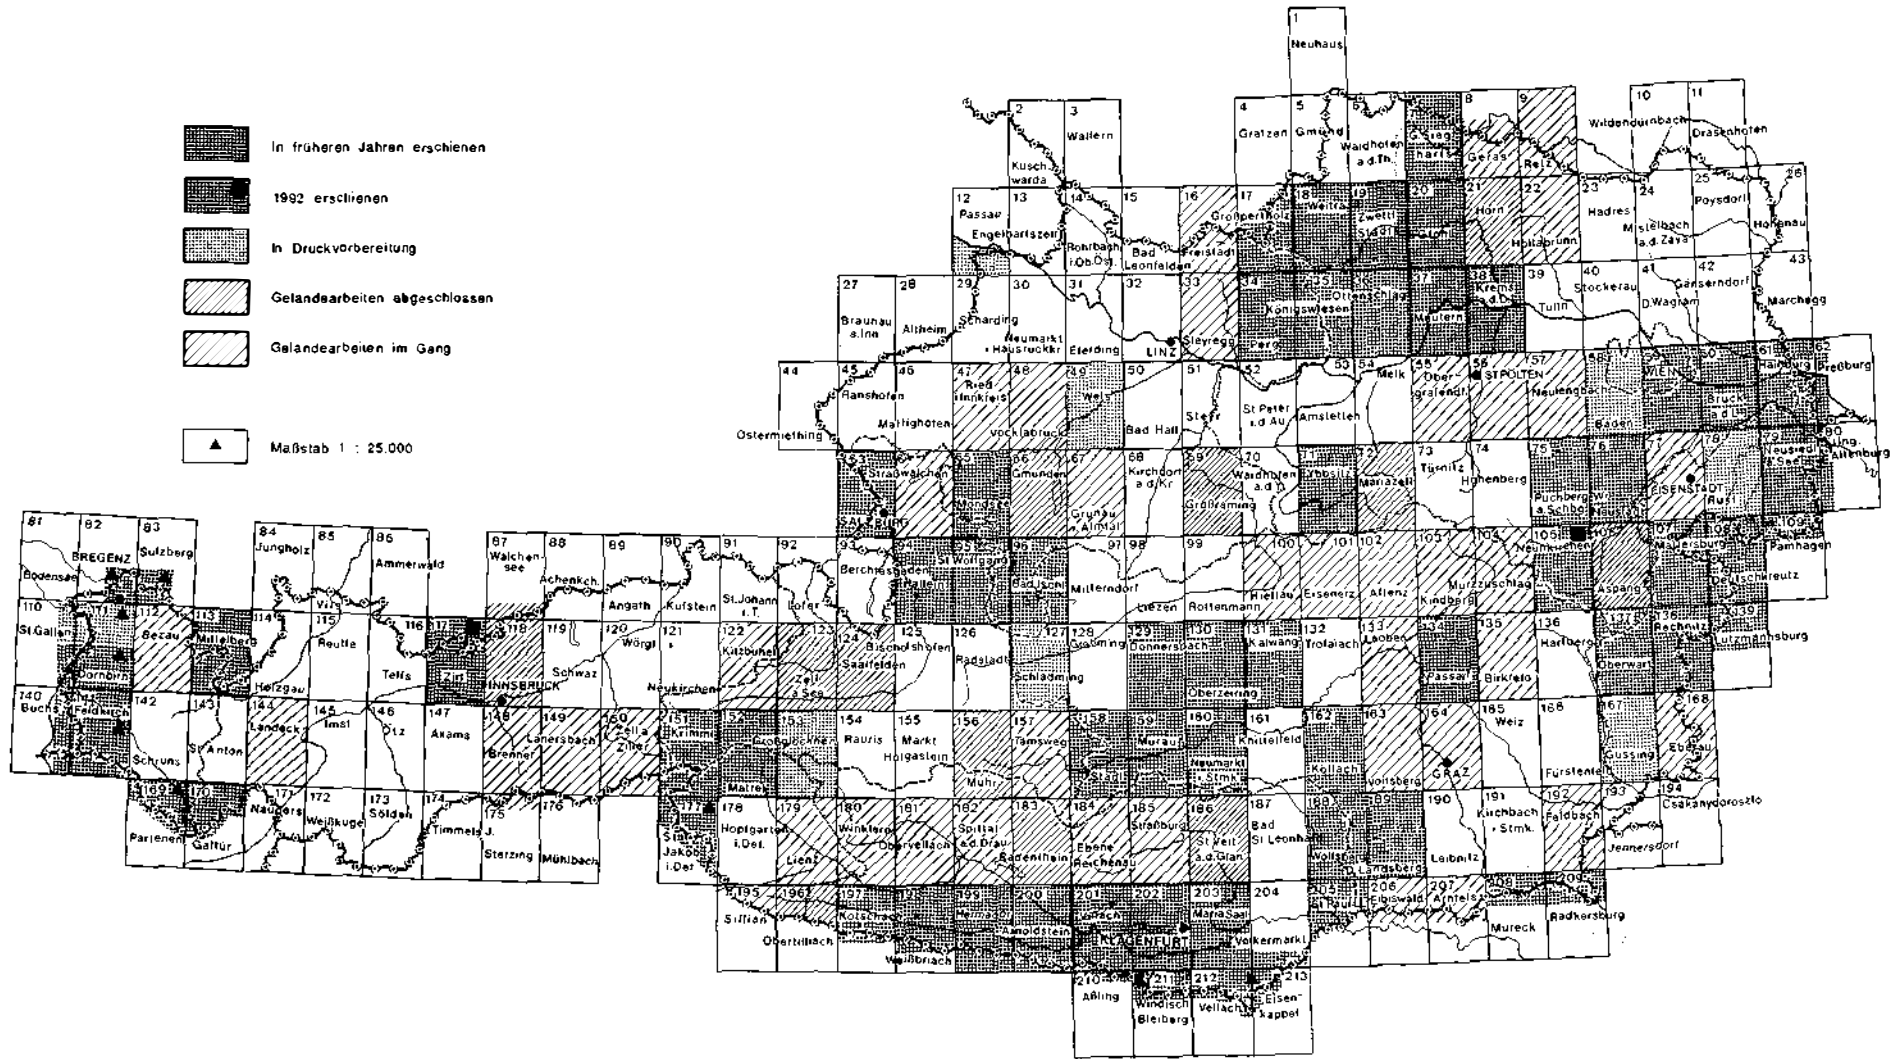 In früheren Jahren erschienen
1992 erschienen
In Druckvorbereitung
Geländearbeiten abgeschlossen
Geländearbeiten im Gang
Maßstab 1 : 25.000
1
Neuhaus
2
Kusch-
warda
3
Wallern
4
Gratzen
5
Gmünd
6
Waidhofen
a.d.Th.
G.Sieg
harts
8
Geras
9
Retz
10
Wildendürnbach
11
Drasenhofen
12
Passau
13
Engelhartszell
14
Rohrbach
i.Ob.Öst.
15
Bad
Leonfelden
16
Freistadt
17
Großpertholz
18
Weitra
19
Zwettl
Stadt
20
Gföhl
21
Horn
22
Hollabrunn
23
Hadres
24
Mistelbach
a.d.Zaya
25
Poysdorf
26
Hohenau
27
Braunau
a.Inn
28
Altheim
29
Schärding
30
Neumarkt
i.Hausruckkr.
31
Eferding
32
LINZ
33
Steyregg
34
Perg
35
Königswiesen
36
Ottenschlag
37
Mautern
38
Krems
a.d.D.
39
Tulln
40
Stockerau
41
D.Wagram
42
Gänserndorf
43
Marchegg
44
Ostermiething
45
Ranshofen
46
Mattighofen
47
Ried
i.Innkreis
48
Vöcklabruck
49
Wels
50
Bad Hall
51
Steyr
52
St.Peter
i.d.Au
53
Amstetten
54
Melk
55
Ober-
grafendf.
56
ST.PÖLTEN
57
Neulengbach
58
Baden
59
WIEN
60
Bruck
a.d.L.
61
Hainburg
62
Preßburg
63
SALZBURG
64
Straßwalchen
65
Mondsee
66
Gmunden
67
Grünau
i.Almtal
68
Kirchdorf
a.d.Kr.
69
Großraming
70
Waidhofen
a.d.Y.
71
Ybbsitz
72
Mariazell
73
Türnitz
74
Hohenberg
75
Puchberg
a.Schbg.
76
Wr.
Neustadt
77
EISENSTADT
78
Rust
79
Neusiedl
a.See
80
Ung.
Altenburg
81
Bodensee
82
BREGENZ
83
Sulzberg
84
Jungholz
85
Vils
86
Ammerwald
87
Walchen-
see
88
Achenkch.
89
Angath
90
Kufstein
91
St.Johann
i.T.
92
Lofer
93
Berchtesgaden
94
Hallein
95
St.Wolfgang
96
Bad Ischl
97
Mitterndorf
98
Liezen
99
Rottenmann
100
Hieflau
101
Eisenerz
102
Aflenz
103
Kindberg
104
Mürzzuschlag
105
Neunkirchen
106
Aspang
107
Mattersburg
108
Deutschkreutz
109
Pamhagen
110
St.Gallen
111
Dornbirn
112
Bezau
113
Mittelberg
114
Holzgau
115
Reutte
116
Telfs
117
Zirl
118
INNSBRUCK
119
Schwaz
120
Wörgl
121
Neukirchen
122
Kitzbühel
123
Zell
a.See
124
Saalfelden
125
Bischofshofen
126
Radstadt
127
Schladming
128
Gröbming
129
Donnersbach
130
Oberzeiring
131
Kalwang
132
Trofaiach
133
Leoben
134
Passail
135
Birkfeld
136
Hartberg
137
Oberwart
138
Rechnitz
139
Lutzmannsburg
140
Buchs
141
Feldkirch
142
Schruns
143
St.Anton
144
Landeck
145
Imst
146
Ötz
147
Axams
148
Brenner
149
Lanersbach
150
Zell a.
Ziller
151
Krimml
152
Matrei
153
Großglockner
154
Rauris
155
Markt
Hofgastein
156
Muhr
157
Tamsweg
158
Stadl
159
Murau
160
Neumarkt
i.Stmk.
161
Knittelfeld
162
Köflach
163
Voitsberg
164
GRAZ
165
Weiz
166
Fürstenfeld
167
Güssing
168
Eberau
169
Partenen
170
Galtür
171
Nauders
172
Weißkugel
173
Sölden
174
Timmels J.
175
Sterzing
176
Mühlbach
177
St.
Jakob
i.Def.
178
Hopfgarten
i.Def.
179
Lienz
180
Winklern
181
Obervellach
182
Spittal
a.d.Drau
183
Radenthein
184
Ebene
Reichenau
185
Straßburg
186
St.Veit
a.d.Glan
187
Bad
St.Leonhard
188
Wolfsberg
189
D.Landsberg
190
Leibnitz
191
Kirchbach
i.Stmk.
192
Feldbach
193
Jennersdorf
194
Csakanydoroszlo
195
Sillian
196
Obertilliach
197
Kötschach
198
Weißbriach
199
Hermagor
200
Arnoldstein
201
Villach
202
KLAGENFURT
203
Maria Saal
204
Völkermarkt
205
St.Paul
206
Eibiswald
207
Arnfels
208
Mureck
209
Radkersburg
210
Aßling
211
Windisch
Bleiberg
212
Vellach
213
Eisen-
kappel